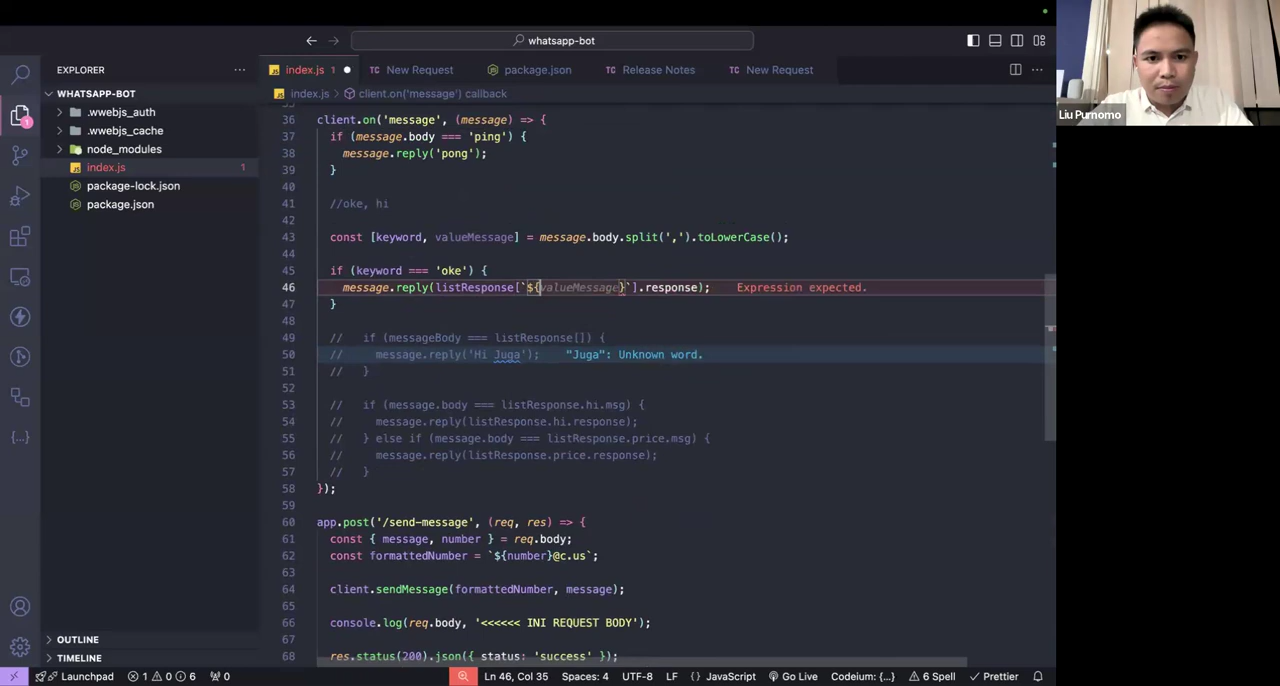 whatsapp-bot
EXPLORER
index.js 1
New Request
package.json
Release Notes
New Request
WHATSAPP-BOT
index.js > client.on('message') callback
.wwebjs_auth
.wwebjs_cache
node_modules
index.js 1
package-lock.json
package.json
36 client.on('message', (message) => {
37 if (message.body === 'ping') {
38 message.reply('pong');
39 }
40
41 //oke, hi
42
43 const [keyword, valueMessage] = message.body.split(',').toLowerCase();
44
45 if (keyword === 'oke') {
46 message.reply(listResponse[`${valueMessage}`].response); Expression expected.
47 }
48
49 // if (messageBody === listResponse[]) {
50 // message.reply('Hi Juga'); "Juga": Unknown word.
51 // }
52
53 // if (message.body === listResponse.hi.msg) {
54 // message.reply(listResponse.hi.response);
55 // } else if (message.body === listResponse.price.msg) {
56 // message.reply(listResponse.price.response);
57 // }
58 });
59
60 app.post('/send-message', (req, res) => {
61 const { message, number } = req.body;
62 const formattedNumber = `${number}@c.us`;
63
64 client.sendMessage(formattedNumber, message);
65
66 console.log(req.body, '<<<<<< INI REQUEST BODY');
67
68 res.status(200).json({ status: 'success' });
OUTLINE
TIMELINE
Launchpad 1 0 6 0 Ln 46, Col 35 Spaces: 4 UTF-8 LF {} JavaScript Go Live Codeium: {...} 6 Spell Prettier
Liu Purnomo